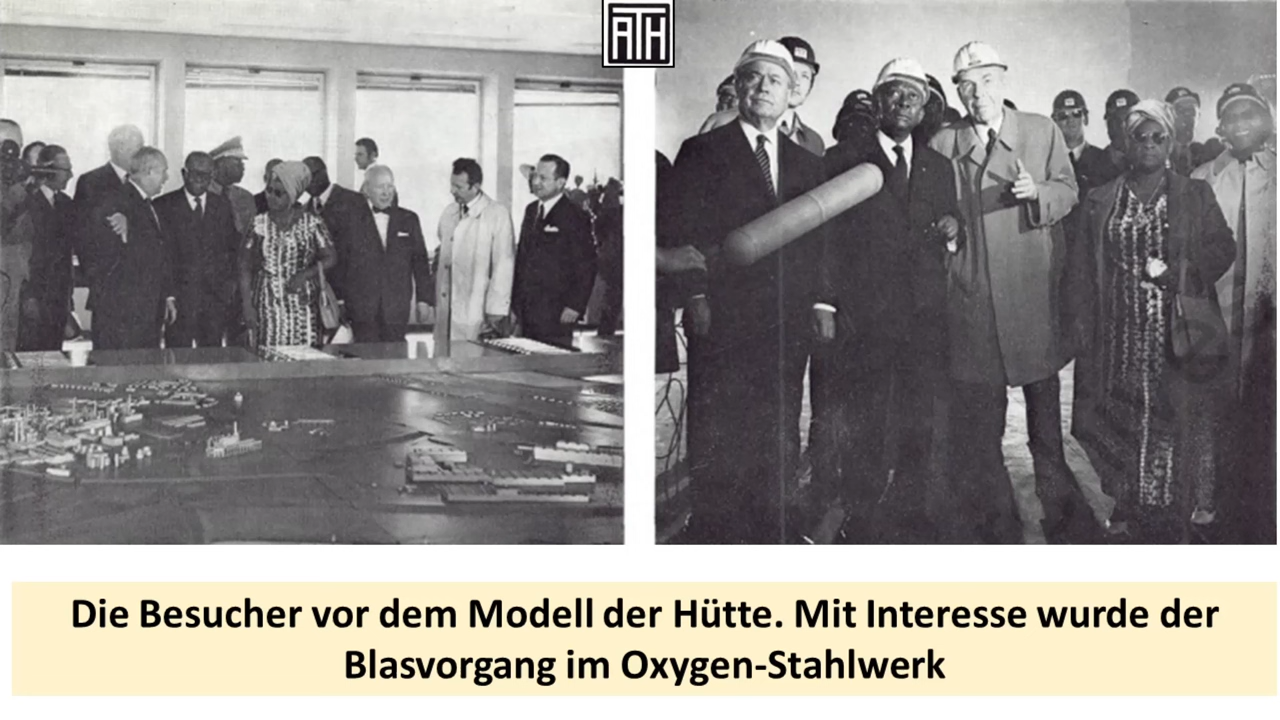 ATH
Die Besucher vor dem Modell der Hütte. Mit Interesse wurde der
Blasvorgang im Oxygen-Stahlwerk